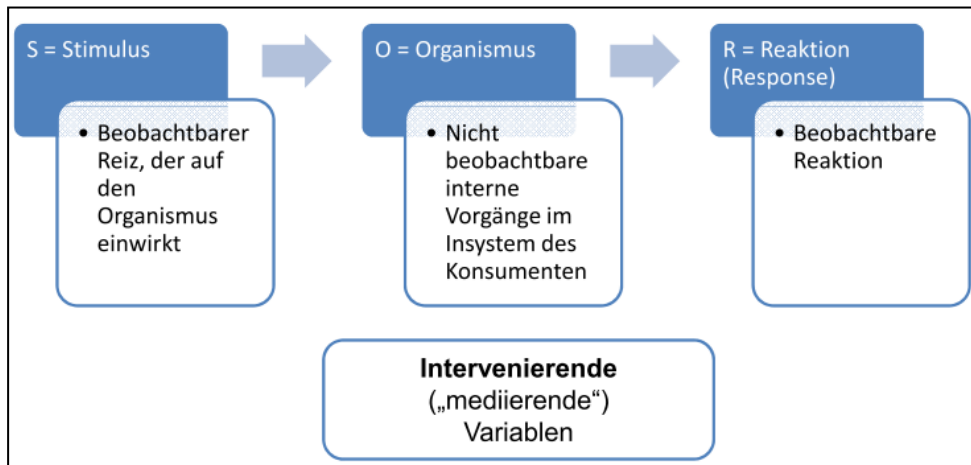 S = Stimulus
• Beobachtbarer
Reiz, der auf
den
Organismus
einwirkt
O = Organismus
• Nicht
beobachtbare
interne
Vorgänge im
Insystem des
Konsumenten
R = Reaktion
(Response)
• Beobachtbare
Reaktion
Intervenierende
(„mediierende“)
Variablen